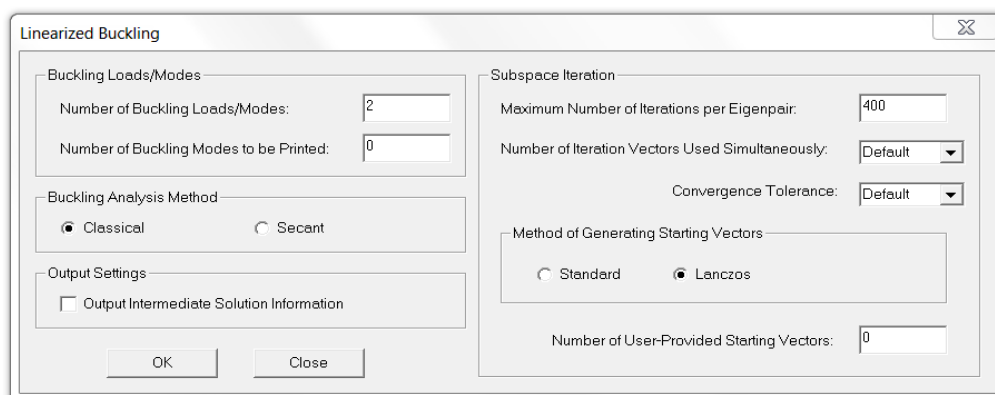 Linearized Buckling
Buckling Loads/Modes
Number of Buckling Loads/Modes: 2
Number of Buckling Modes to be Printed: 0
Buckling Analysis Method
Classical Secant
Output Settings
Output Intermediate Solution Information
OK Close
Subspace Iteration
Maximum Number of Iterations per Eigenpair: 400
Number of Iteration Vectors Used Simultaneously: Default
Convergence Tolerance: Default
Method of Generating Starting Vectors
Standard Lanczos
Number of User-Provided Starting Vectors: 0